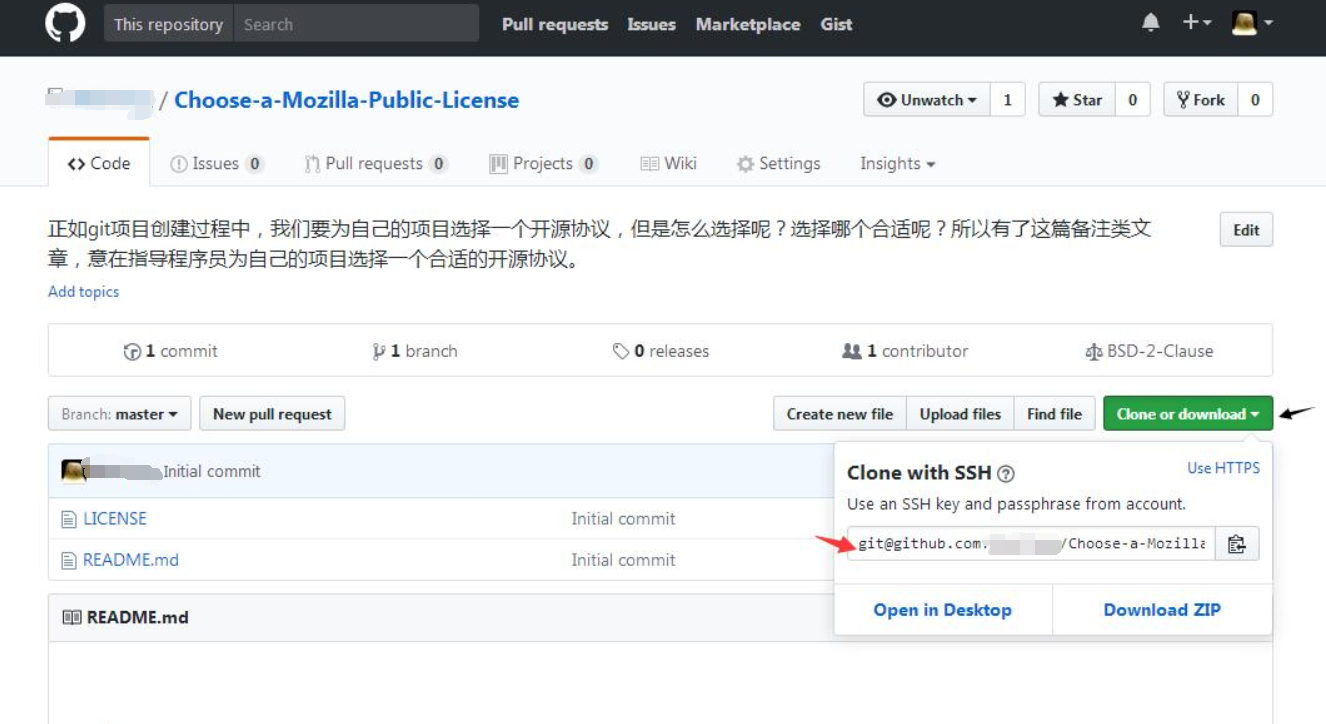 This repository Search Pull requests Issues Marketplace Gist
/ Choose-a-Mozilla-Public-License Unwatch 1 Star 0 Fork 0
Code Issues 0 Pull requests 0 Projects 0 Wiki Settings Insights
正如git项目创建过程中，我们要为自己的项目选择一个开源协议，但是怎么选择呢？选择哪个合适呢？所以有了这篇备注类文 Edit
章，意在指导程序员为自己的项目选择一个合适的开源协议。
Add topics
1 commit 1 branch 0 releases 1 contributor BSD-2-Clause
Branch: master New pull request Create new file Upload files Find file Clone or download
Initial commit
LICENSE Initial commit
README.md Initial commit
README.md
Clone with SSH Use HTTPS
Use an SSH key and passphrase from account.
git@github.com /Choose-a-Mozilla
Open in Desktop Download ZIP